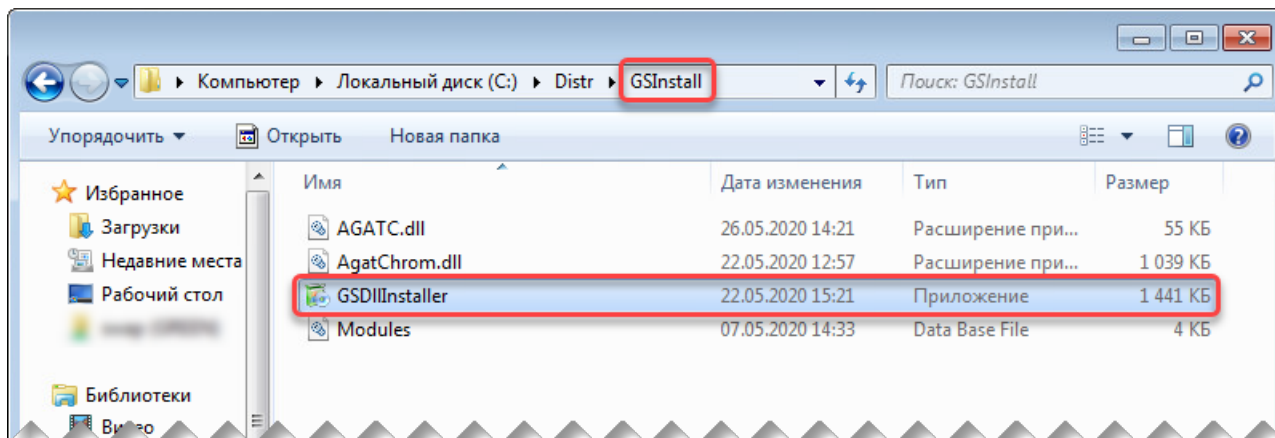 Компьютер Локальный диск (C:) Distr GSInstall Поиск: GSInstall
Упорядочить Открыть Новая папка
Избранное
Загрузки
Недавние места
Рабочий стол
Библиотеки
Видео
Имя Дата изменения Тип Размер
AGATC.dll 26.05.2020 14:21 Расширение при... 55 КБ
AgatChrom.dll 22.05.2020 12:57 Расширение при... 1 039 КБ
GSDllInstaller 22.05.2020 15:21 Приложение 1 441 КБ
Modules 07.05.2020 14:33 Data Base File 4 КБ